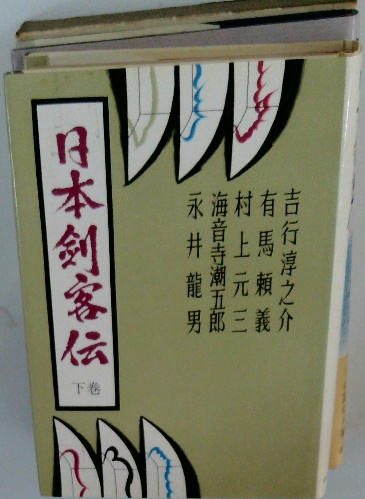 日本剣客伝
下巻
吉行淳之介
有馬頼義
村上元三
海音寺潮五郎
永井龍男